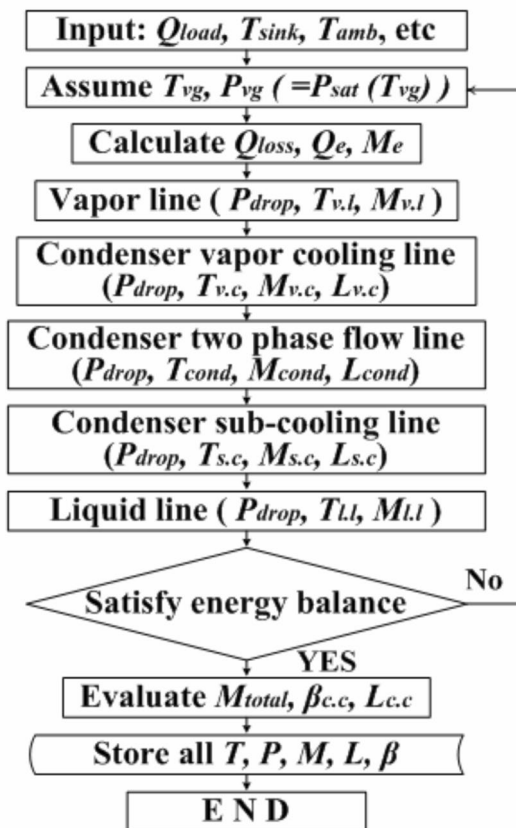 Input: Qload, Tsink, Tamb, etc
Assume Tvg, Pvg ( =Psat (Tvg) )
Calculate Qloss, Qe, Me
Vapor line ( Pdrop, Tv.l, Mv.l )
Condenser vapor cooling line
(Pdrop, Tv.c, Mv.c, Lv.c)
Condenser two phase flow line
(Pdrop, Tcond, Mcond, Lcond)
Condenser sub-cooling line
(Pdrop, Ts.c, Ms.c, Ls.c)
Liquid line ( Pdrop, Tl.l, Ml.l )
No
Satisfy energy balance
YES
Evaluate Mtotal, βc.c, Lc.c
Store all T, P, M, L, β
E N D